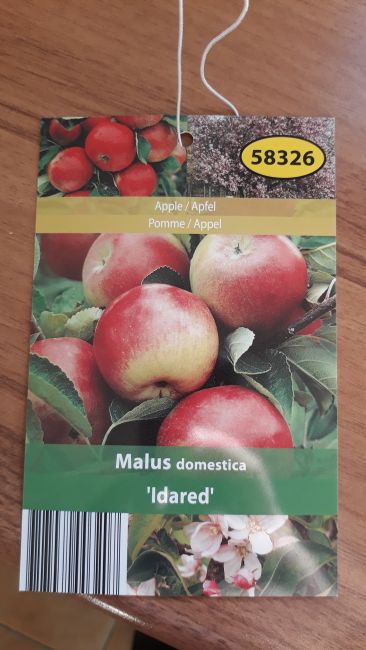 58326
Apple / Apfel
Pomme / Appel
Malus domestica
'Idared'